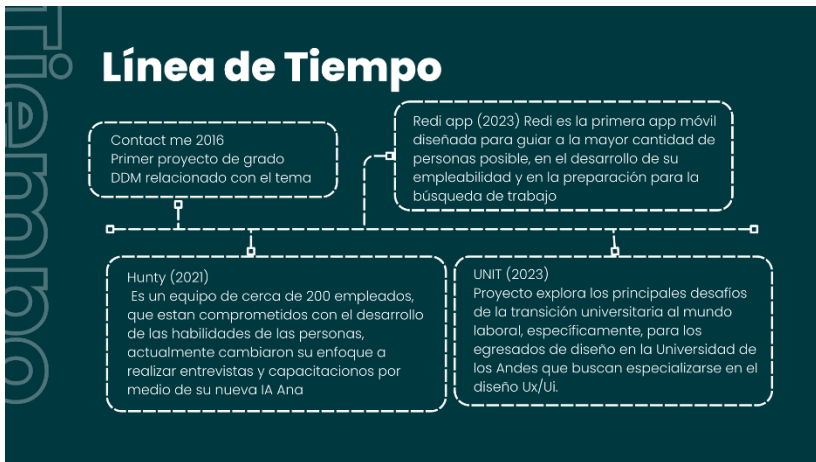 Tiempo
Línea de Tiempo
Contact me 2016
Primer proyecto de grado
DDM relacionado con el tema
Redi app (2023) Redi es la primera app móvil
diseñada para guiar a la mayor cantidad de
personas posible, en el desarrollo de su
empleabilidad y en la preparación para la
búsqueda de trabajo
Hunty (2021)
Es un equipo de cerca de 200 empleados,
que estan comprometidos con el desarrollo
de las habilidades de las personas,
actualmente cambiaron su enfoque a
realizar entrevistas y capacitacionos por
medio de su nueva IA Ana
UNIT (2023)
Proyecto explora los principales desafíos
de la transición universitaria al mundo
laboral, específicamente, para los
egresados de diseño en la Universidad de
los Andes que buscan especializarse en el
diseño Ux/Ui.